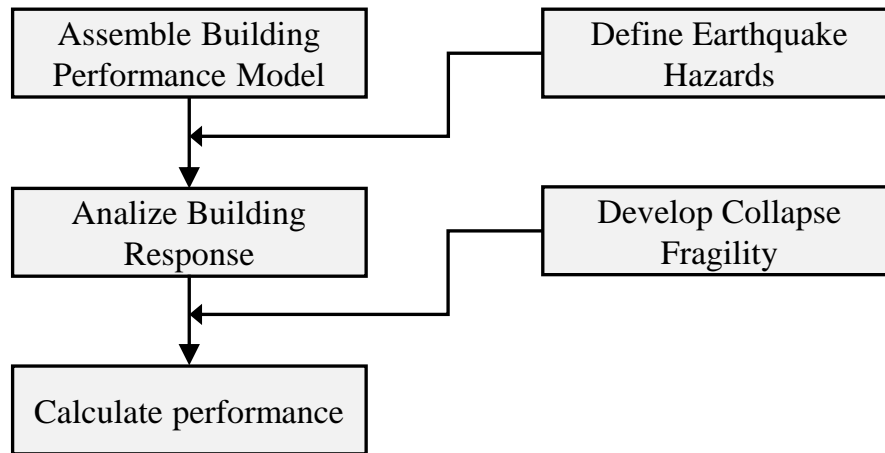 Assemble Building
Performance Model
Define Earthquake
Hazards
Analize Building
Response
Develop Collapse
Fragility
Calculate performance